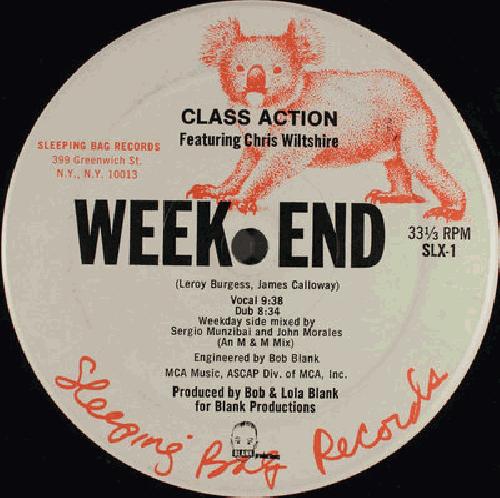 CLASS ACTION
Featuring Chris Wiltshire
SLEEPING BAG RECORDS
399 Greenwich St.
N.Y., N.Y. 10013
WEEK END
33⅓ RPM
SLX-1
(Leroy Burgess, James Calloway)
Vocal 9:38
Dub 8:34
Weekday side mixed by
Sergio Munzibai and John Morales
(An M & M Mix)
Engineered by Bob Blank
MCA Music, ASCAP Div. of MCA, Inc.
Produced by Bob & Lola Blank
for Blank Productions
BLANK
Sleeping Bag Records